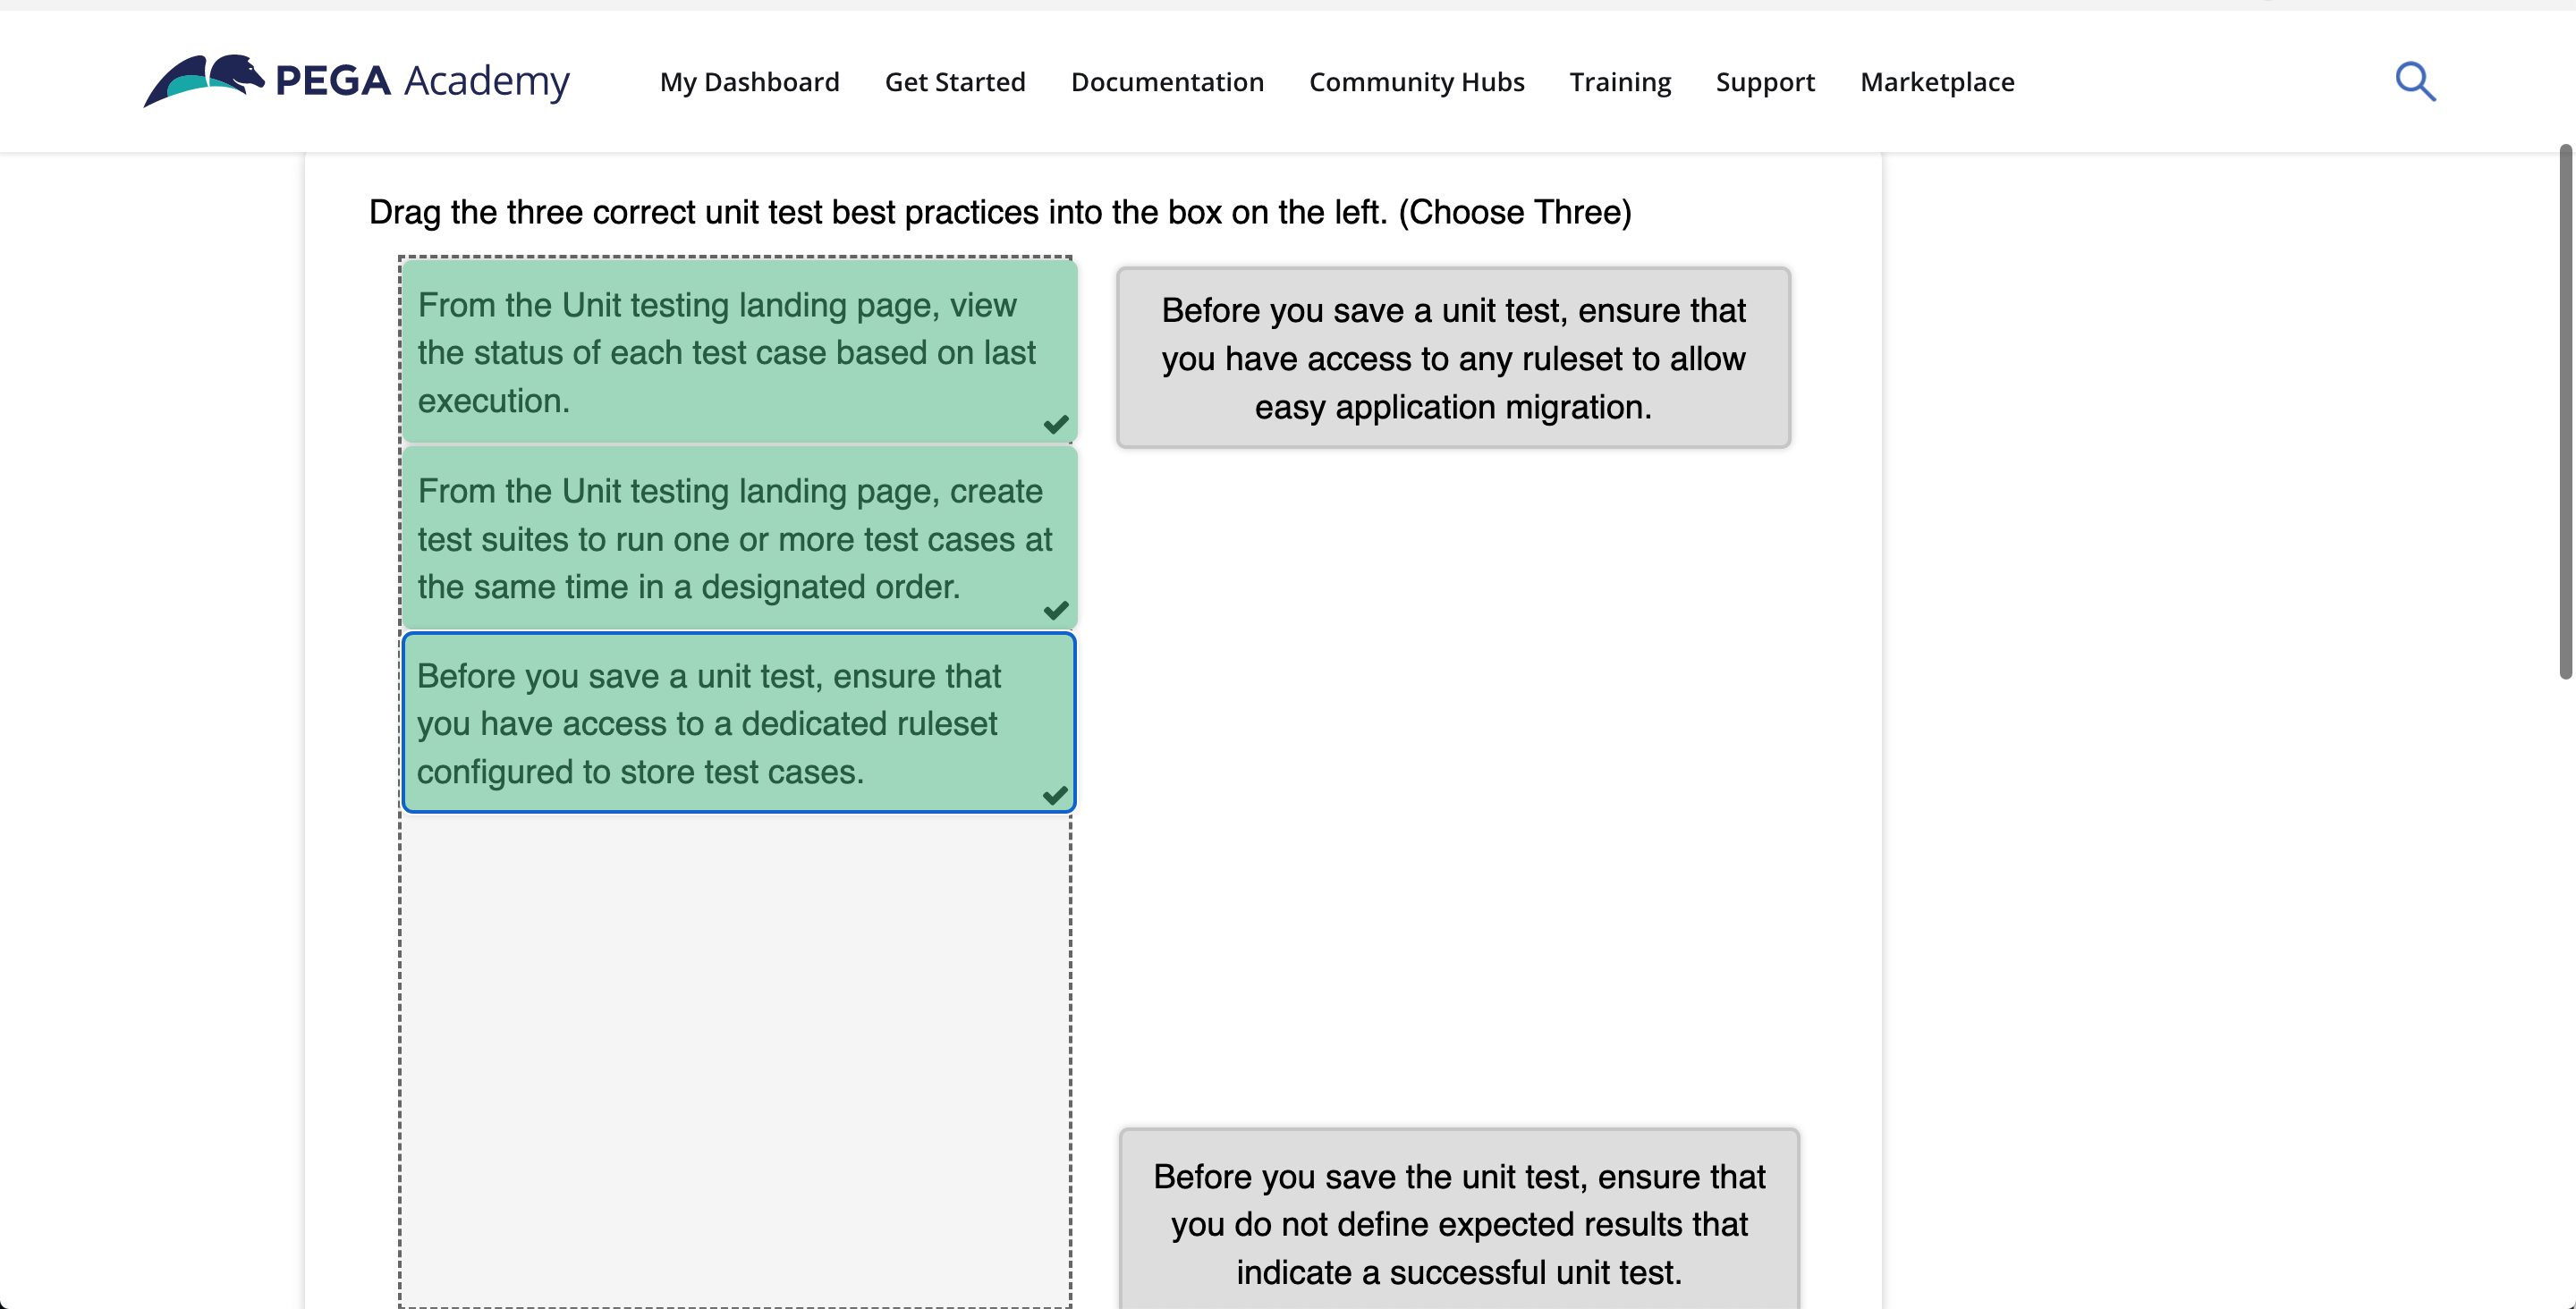 PEGA Academy
My Dashboard Get Started Documentation Community Hubs Training Support Marketplace
Drag the three correct unit test best practices into the box on the left. (Choose Three)
From the Unit testing landing page, view
the status of each test case based on last
execution.
From the Unit testing landing page, create
test suites to run one or more test cases at
the same time in a designated order.
Before you save a unit test, ensure that
you have access to a dedicated ruleset
configured to store test cases.
Before you save a unit test, ensure that
you have access to any ruleset to allow
easy application migration.
Before you save the unit test, ensure that
you do not define expected results that
indicate a successful unit test.